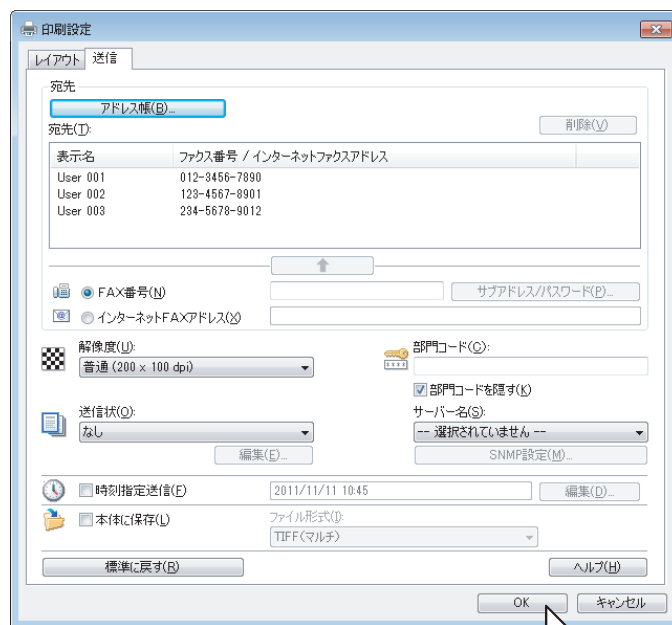 印刷設定
レイアウト 送信
宛先
アドレス帳(B)...
宛先(T):
削除(V)
表示名 ファクス番号 / インターネットファクスアドレス
User 001 012-3456-7890
User 002 123-4567-8901
User 003 234-5678-9012
FAX番号(N) サブアドレス/パスワード(P)...
インターネットFAXアドレス(X)
解像度(U): 部門コード(C):
普通 (200 x 100 dpi)
部門コードを隠す(K)
送信状(O): サーバー名(S):
なし -- 選択されていません --
編集(E)... SNMP設定(M)...
時刻指定送信(F) 2011/11/11 10:45 編集(D)...
本体に保存(L) ファイル形式(I):
TIFF(マルチ)
標準に戻す(R) ヘルプ(H)
OK キャンセル